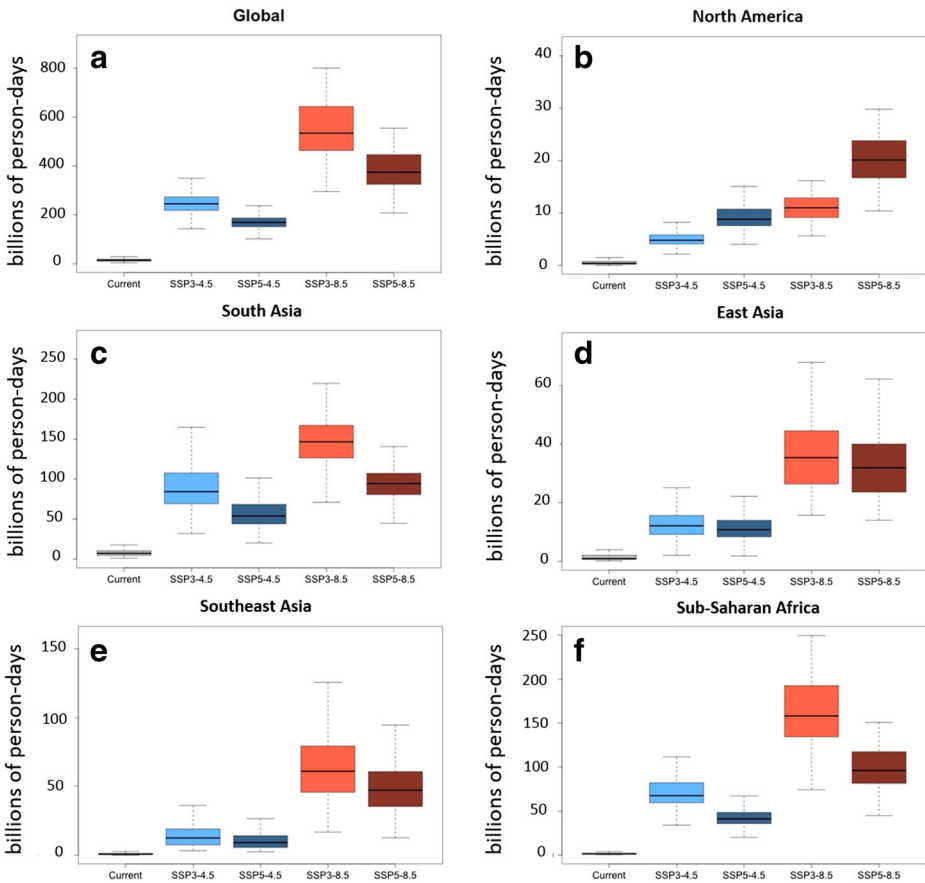 Global
a
billions of person-days
800
600
400
200
0
Current SSP3-4.5 SSP5-4.5 SSP3-8.5 SSP5-8.5
North America
b
billions of person-days
40
30
20
10
0
Current SSP3-4.5 SSP5-4.5 SSP3-8.5 SSP5-8.5
South Asia
c
billions of person-days
250
200
150
100
50
0
Current SSP3-4.5 SSP5-4.5 SSP3-8.5 SSP5-8.5
East Asia
d
billions of person-days
60
40
20
0
Current SSP3-4.5 SSP5-4.5 SSP3-8.5 SSP5-8.5
Southeast Asia
e
billions of person-days
150
100
50
0
Current SSP3-4.5 SSP5-4.5 SSP3-8.5 SSP5-8.5
Sub-Saharan Africa
f
billions of person-days
250
200
150
100
50
0
Current SSP3-4.5 SSP5-4.5 SSP3-8.5 SSP5-8.5